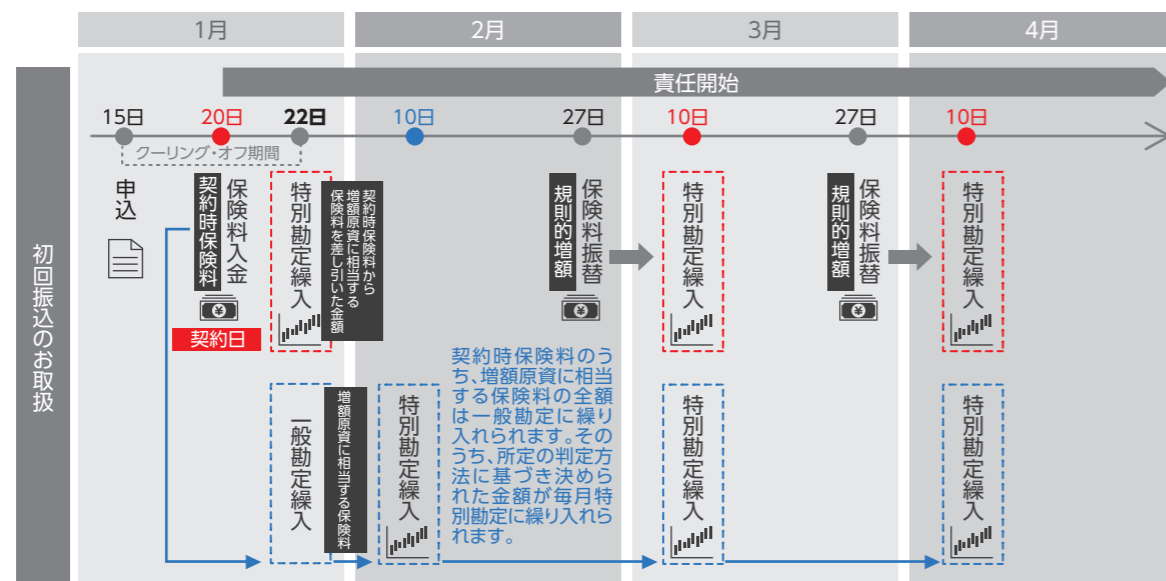 1月
2月
3月
4月
初回振込のお取扱
責任開始
15日
20日
22日
10日
27日
10日
27日
10日
クーリング・オフ期間
申込
保険料入金
契約時保険料
契約日
特別勘定繰入
契約時保険料から
増額原資に相当する
保険料を差し引いた金額
保険料振替
規則的増額
特別勘定繰入
保険料振替
規則的増額
特別勘定繰入
一般勘定繰入
増額原資に相当する保険料
特別勘定繰入
契約時保険料のう
ち、増額原資に相当
する保険料の全額
は一般勘定に繰り
入れられます。その
うち、所定の判定方
法に基づき決めら
れた金額が毎月特
別勘定に繰り入れら
れます。
特別勘定繰入
特別勘定繰入